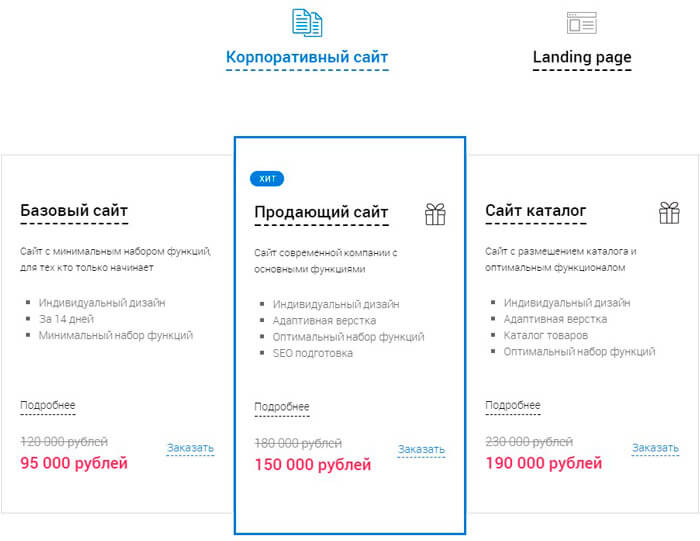 Корпоративный сайт
Landing page
Базовый сайт
Сайт с минимальным набором функций,
для тех кто только начинает
Индивидуальный дизайн
За 14 дней
Минимальный набор функций
Подробнее
120 000 рублей
95 000 рублей
Заказать
ХИТ
Продающий сайт
Сайт современной компании с
основными функциями
Индивидуальный дизайн
Адаптивная верстка
Оптимальный набор функций
SEO подготовка
Подробнее
180 000 рублей
150 000 рублей
Заказать
Сайт каталог
Сайт с размещением каталога и
оптимальным функционалом
Индивидуальный дизайн
Адаптивная верстка
Каталог товаров
Оптимальный набор функций
Подробнее
230 000 рублей
190 000 рублей
Заказать